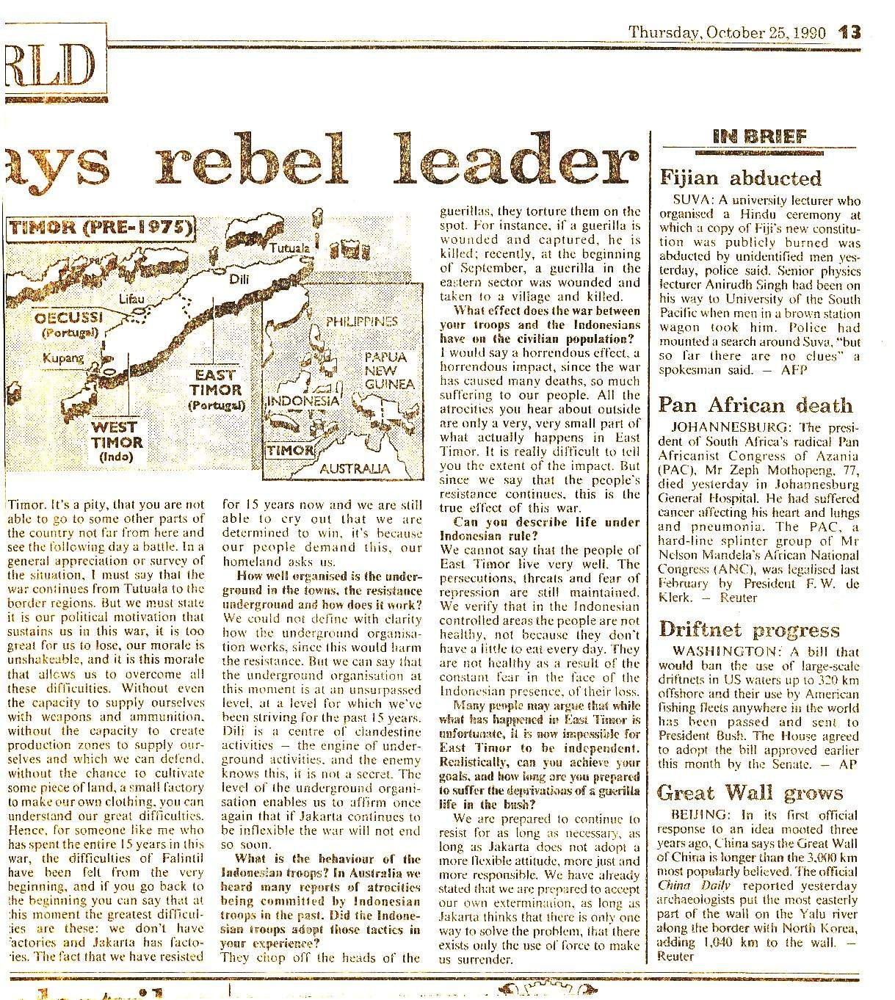 Thursday, October 25, 1990 13
RLD
ays rebel leader
TIMOR (PRE-1975)
Tutuala
Dili
Lifau
OECUSSI
(Portugal)
Kupang
EAST
TIMOR
(Portugal)
WEST
TIMOR
(Indo)
PHILIPPINES
PAPUA
NEW
GUINEA
INDONESIA
TIMOR
AUSTRALIA
Timor. It's a pity, that you are not
able to go to some other parts of
the country not far from here and
see the following day a battle. In a
general appreciation or survey of
the situation, I must say that the
war continues from Tutuala to the
border regions. But we must state
it is our political motivation that
sustains us in this war, it is too
great for us to lose, our morale is
unshakeable, and it is this morale
that allows us to overcome all
these difficulties. Without even
the capacity to supply ourselves
with weapons and ammunition,
without the capacity to create
production zones to supply our-
selves and which we can defend,
without the chance to cultivate
some piece of land, a small factory
to make our own clothing, you can
understand our great difficulties.
Hence, for someone like me who
has spent the entire 15 years in this
war, the difficulties of Falintil
have been felt from the very
beginning, and if you go back to
the beginning you can say that at
this moment the greatest difficul-
ies are these: we don't have
actories and Jakarta has facto-
ies. The fact that we have resisted
for 15 years now and we are still
able to cry out that we are
determined to win, it's because
our people demand this, our
homeland asks us.
How well organised is the under-
ground in the towns, the resistance
underground and how does it work?
We could not define with clarity
how the underground organisa-
tion works, since this would harm
the resistance. But we can say that
the underground organisation at
this moment is at an unsurpassed
level, at a level for which we've
been striving for the past 15 years.
Dili is a centre of clandestine
activities — the engine of under-
ground activities, and the enemy
knows this, it is not a secret. The
level of the underground organi-
sation enables us to affirm once
again that if Jakarta continues to
be inflexible the war will not end
so soon.
What is the behaviour of the
Indonesian troops? In Australia we
heard many reports of atrocities
being committed by Indonesian
troops in the past. Did the Indone-
sian troops adopt those tactics in
your experience?
They chop off the heads of the
guerillas, they torture them on the
spot. For instance, if a guerilla is
wounded and captured, he is
killed; recently, at the beginning
of September, a guerilla in the
eastern sector was wounded and
taken to a village and killed.
What effect does the war between
your troops and the Indonesians
have on the civilian population?
I would say a horrendous effect, a
horrendous impact, since the war
has caused many deaths, so much
suffering to our people. All the
atrocities you hear about outside
are only a very, very small part of
what actually happens in East
Timor. It is really difficult to tell
you the extent of the impact. But
since we say that the people's
resistance continues, this is the
true effect of this war.
Can you describe life under
Indonesian rule?
We cannot say that the people of
East Timor live very well. The
persecutions, threats and fear of
repression are still maintained.
We verify that in the Indonesian
controlled areas the people are not
healthy, not because they don't
have a little to eat every day. They
are not healthy as a result of the
constant fear in the face of the
Indonesian presence, of their loss.
Many people may argue that while
what has happened in East Timor is
unfortunate, it is now impossible for
East Timor to be independent.
Realistically, can you achieve your
goals, and how long are you prepared
to suffer the deprivations of a guerilla
life in the bush?
We are prepared to continue to
resist for as long as necessary, as
long as Jakarta does not adopt a
more flexible attitude, more just and
more responsible. We have already
stated that we are prepared to accept
our own extermination, as long as
Jakarta thinks that there is only one
way to solve the problem, that there
exists only the use of force to make
us surrender.
IN BRIEF
Fijian abducted
SUVA: A university lecturer who
organised a Hindu ceremony at
which a copy of Fiji's new constitu-
tion was publicly burned was
abducted by unidentified men yes-
terday, police said. Senior physics
lecturer Anirudh Singh had been on
his way to University of the South
Pacific when men in a brown station
wagon took him. Police had
mounted a search around Suva, "but
so far there are no clues" a
spokesman said. — AFP
Pan African death
JOHANNESBURG: The presi-
dent of South Africa's radical Pan
Africanist Congress of Azania
(PAC), Mr Zeph Mothopeng, 77,
died yesterday in Johannesburg
General Hospital. He had suffered
cancer affecting his heart and lungs
and pneumonia. The PAC, a
hard-line splinter group of Mr
Nelson Mandela's African National
Congress (ANC), was legalised last
February by President F. W. de
Klerk. — Reuter
Driftnet progress
WASHINGTON: A bill that
would ban the use of large-scale
driftnets in US waters up to 320 km
offshore and their use by American
fishing fleets anywhere in the world
has been passed and sent to
President Bush. The House agreed
to adopt the bill approved earlier
this month by the Senate. — AP
Great Wall grows
BEIJING: In its first official
response to an idea mooted three
years ago, China says the Great Wall
of China is longer than the 3,000 km
most popularly believed. The official
China Daily reported yesterday
archaeologists put the most easterly
part of the wall on the Yalu river
along the border with North Korea,
adding 1,040 km to the wall. —
Reuter